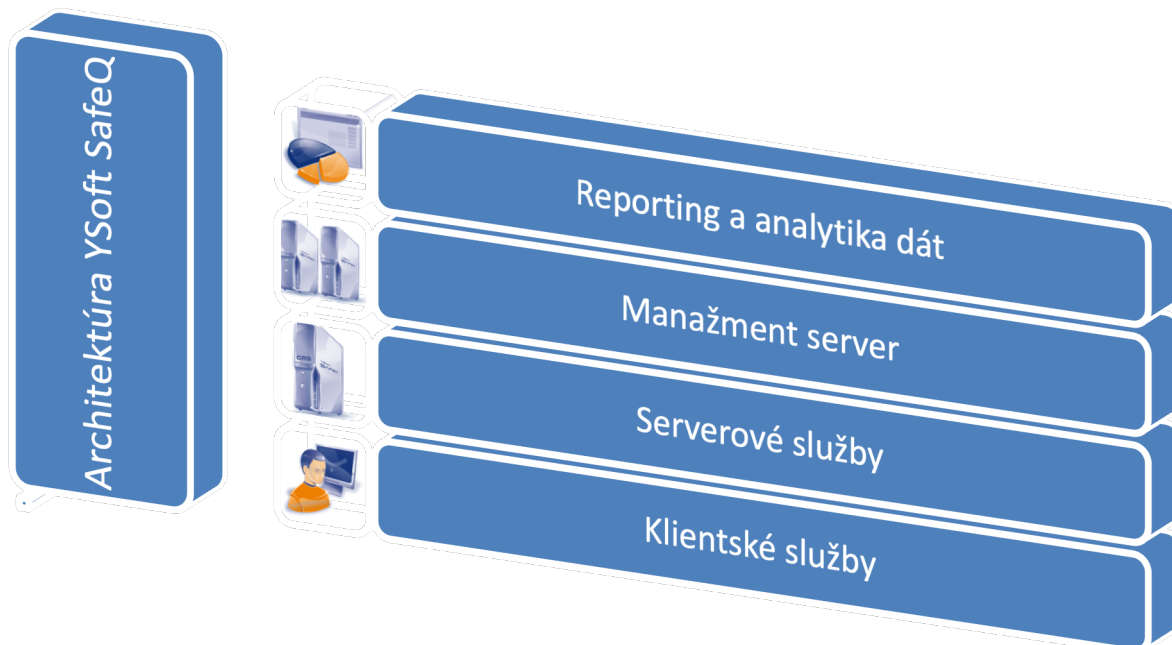 Architektúra YSoft SafeQ
Reporting a analytika dát
Manažment server
Serverové služby
Klientské služby